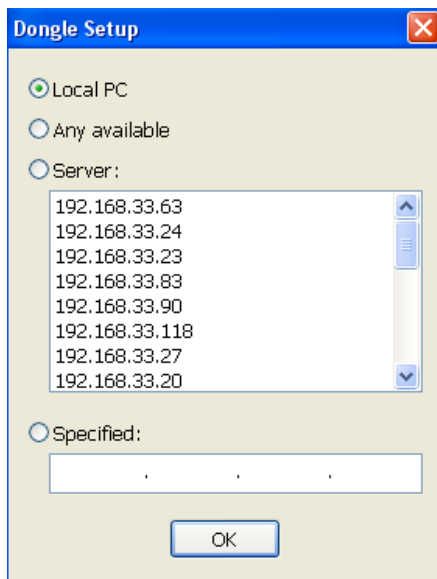 Dongle Setup
Local PC
Any available
Server:
192.168.33.63
192.168.33.24
192.168.33.23
192.168.33.83
192.168.33.90
192.168.33.118
192.168.33.27
192.168.33.20
Specified:
. . .
OK